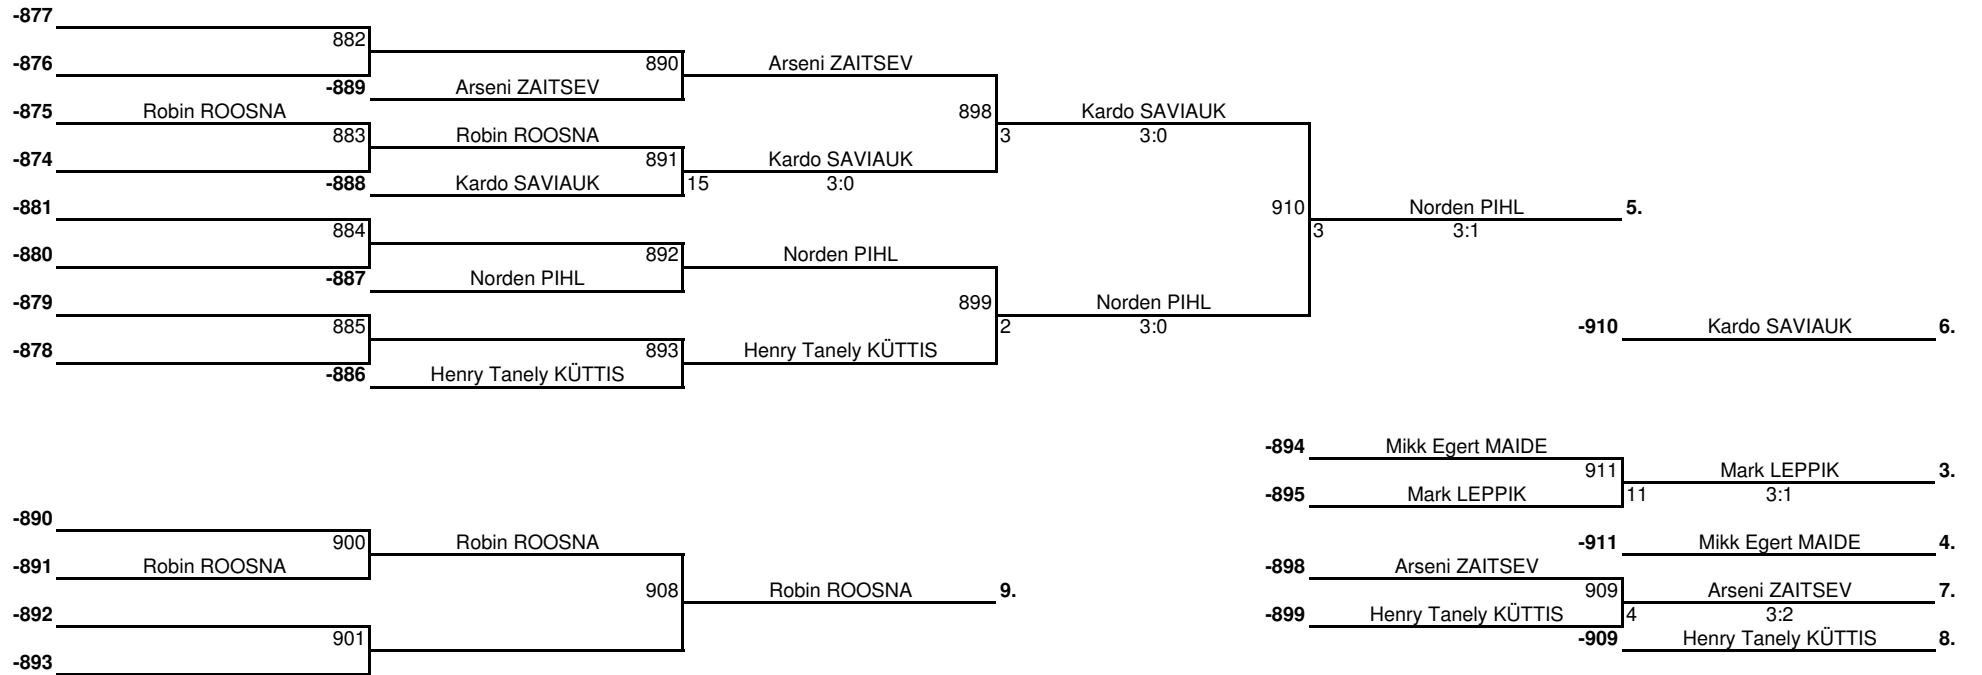 -877
882
-876 890 Arseni ZAITSEV
-889 Arseni ZAITSEV
-875 Robin ROOSNA 898 Kardo SAVIAUK
883 Robin ROOSNA 3 3:0
-874 891 Kardo SAVIAUK
-888 Kardo SAVIAUK 15 3:0
-881 910 Norden PIHL 5.
884 3 3:1
-880 892 Norden PIHL
-887 Norden PIHL
-879 899 Norden PIHL
885 2 3:0 -910 Kardo SAVIAUK 6.
-878 893 Henry Tanely KÜTTIS
-886 Henry Tanely KÜTTIS
-894 Mikk Egert MAIDE
911 Mark LEPPIK 3.
-895 Mark LEPPIK 11 3:1
-890
900 Robin ROOSNA -911 Mikk Egert MAIDE 4.
-891 Robin ROOSNA -898 Arseni ZAITSEV
908 Robin ROOSNA 9. 909 Arseni ZAITSEV 7.
-892 -899 Henry Tanely KÜTTIS 4 3:2
901 -909 Henry Tanely KÜTTIS 8.
-893